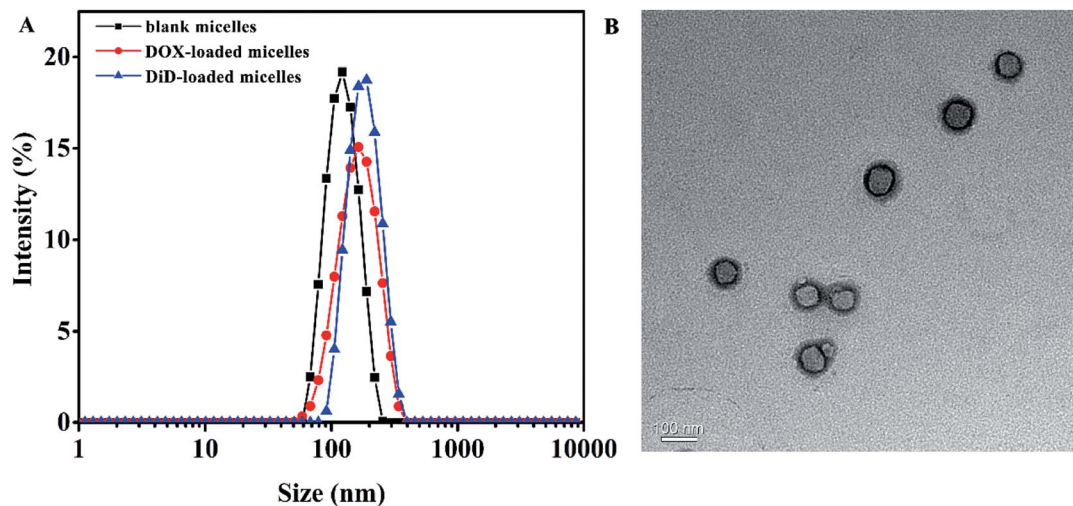 A
blank micelles
DOX-loaded micelles
DiD-loaded micelles
Intensity (%)
20
15
10
5
0
1
10
100
1000
10000
Size (nm)
B
100 nm